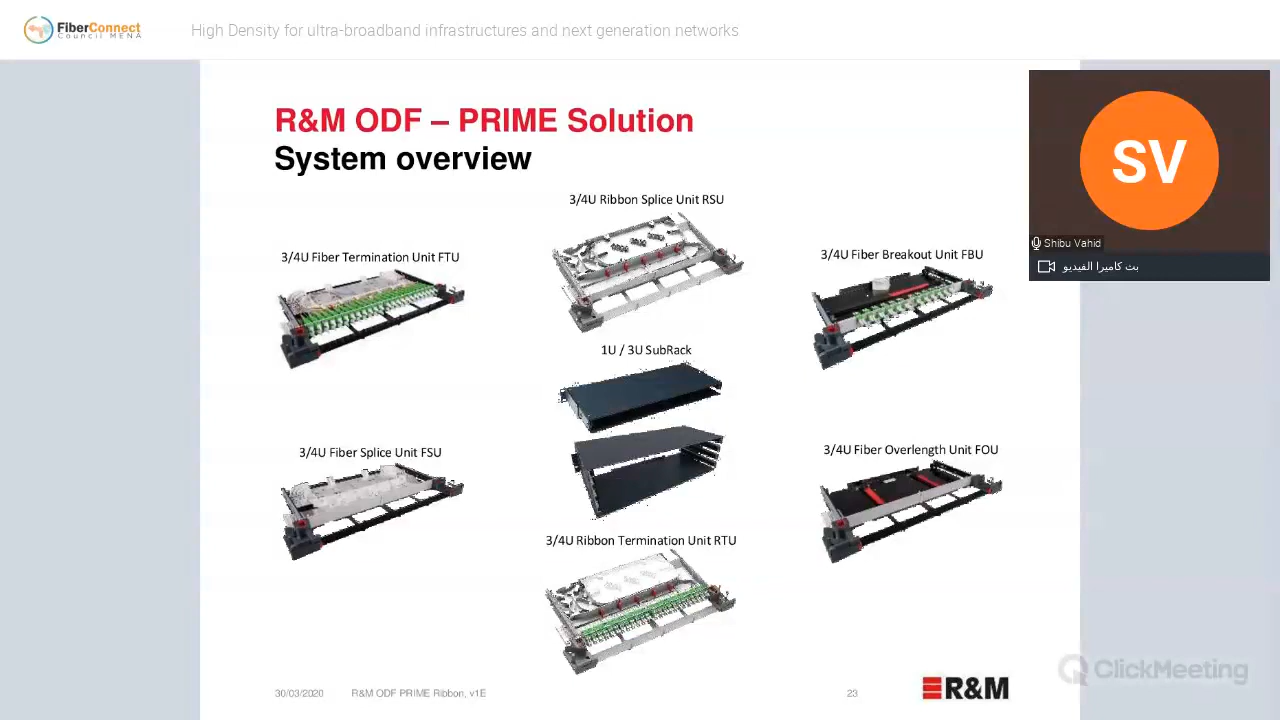 FiberConnect
Council MENA
High Density for ultra-broadband infrastructures and next generation networks
R&M ODF – PRIME Solution
System overview
SV
Shibu Vahid
بث كاميرا الفيديو
3/4U Ribbon Splice Unit RSU
3/4U Fiber Termination Unit FTU
3/4U Fiber Breakout Unit FBU
1U / 3U SubRack
3/4U Fiber Splice Unit FSU
3/4U Fiber Overlength Unit FOU
3/4U Ribbon Termination Unit RTU
30/03/2020
R&M ODF PRIME Ribbon, v1E
23
R&M
ClickMeeting